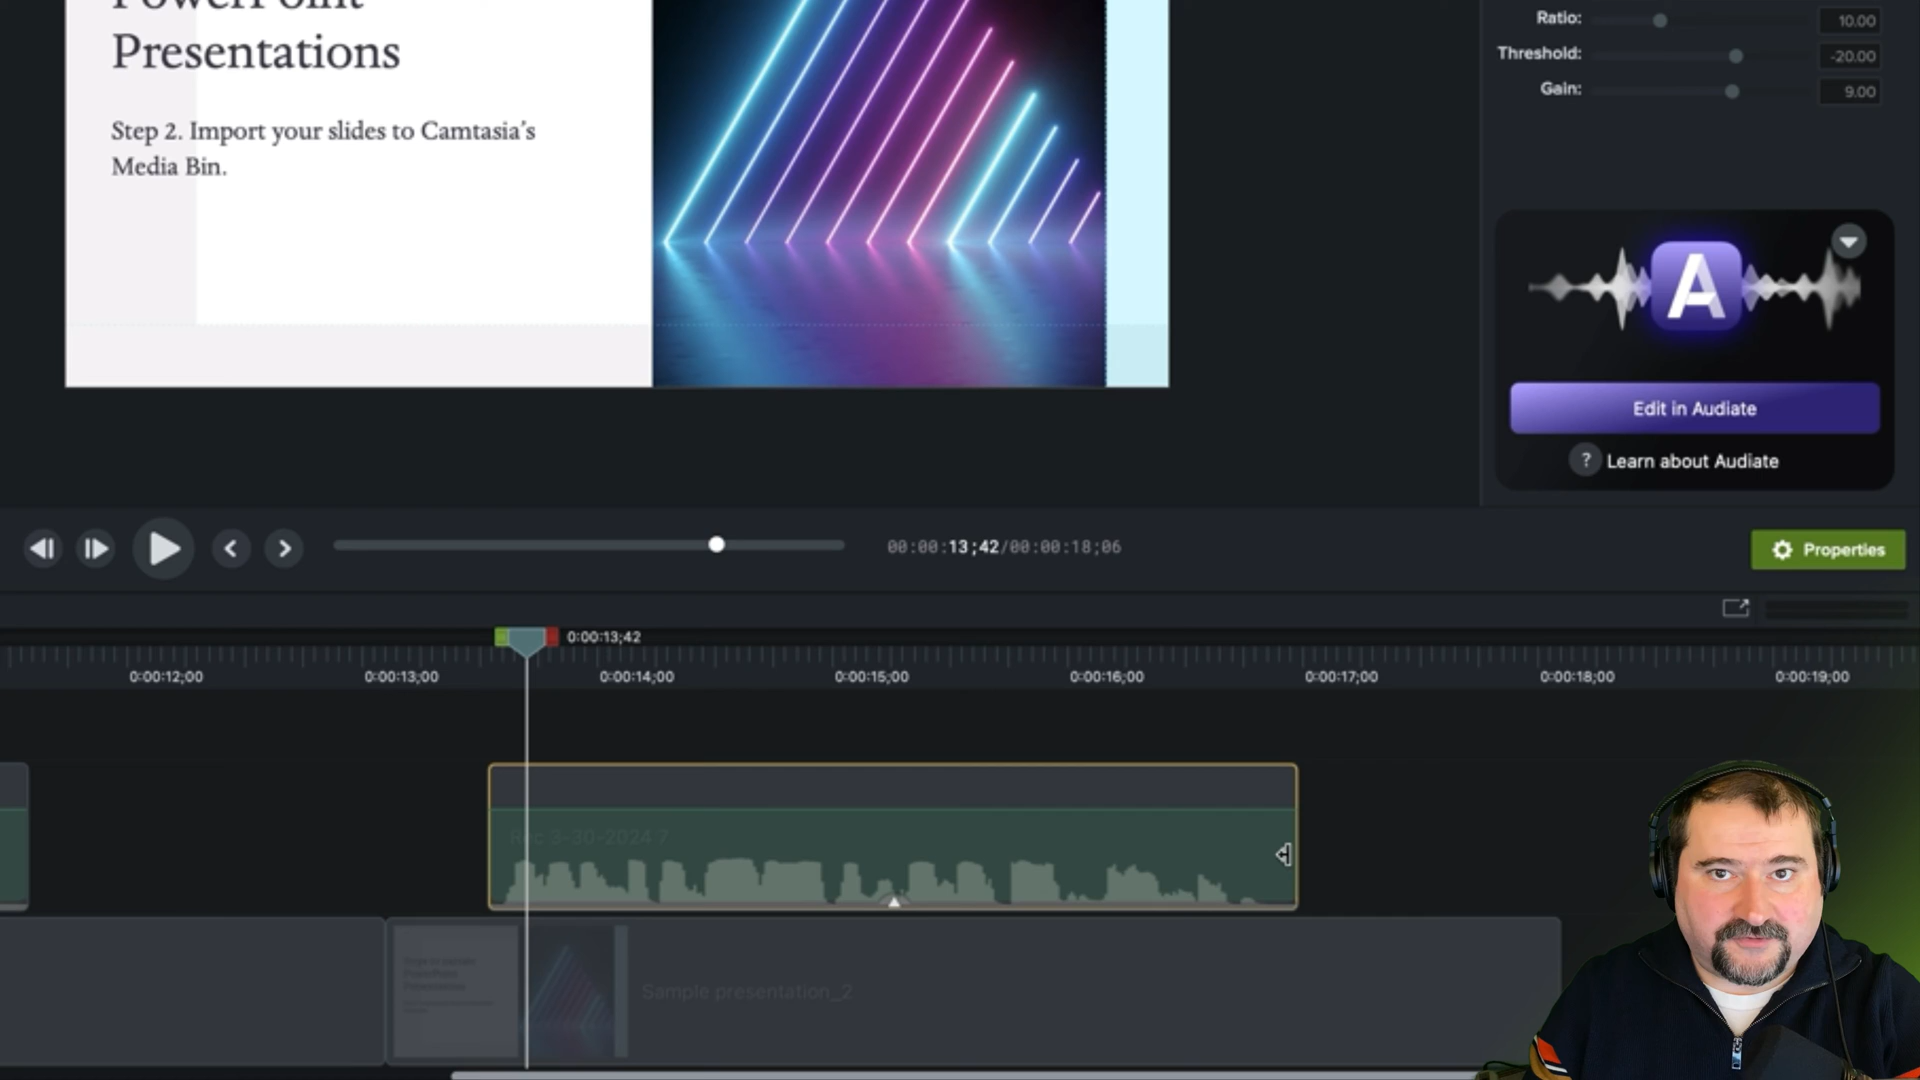 PowerPoint
Presentations
Step 2. Import your slides to Camtasia's
Media Bin.
Ratio:
10.00
Threshold:
-20.00
Gain:
9.00
A
Edit in Audiate
? Learn about Audiate
00:00:13;42/00:00:18;06
Properties
0:00:13;42
0:00:12;00
0:00:13;00
0:00:14;00
0:00:15;00
0:00:16;00
0:00:17;00
0:00:18;00
0:00:19;00
Rec 3-30-2024 7
Sample presentation_2